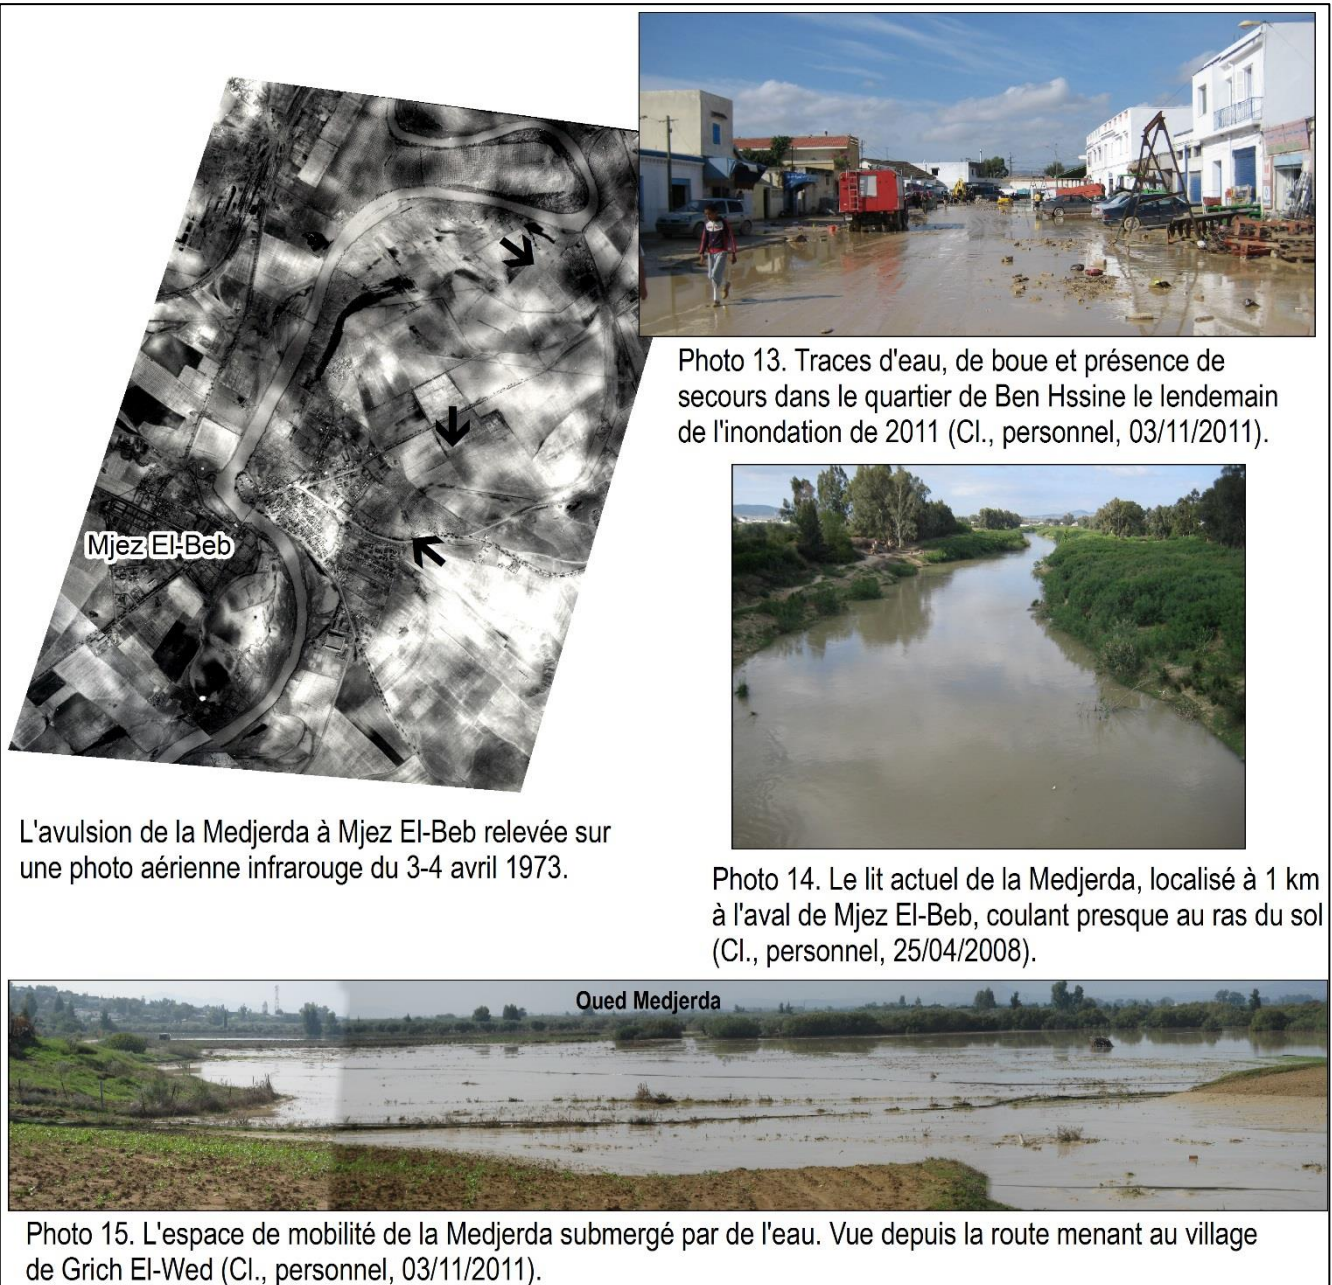 Photo 13. Traces d'eau, de boue et présence de
secours dans le quartier de Ben Hssine le lendemain
de l'inondation de 2011 (Cl., personnel, 03/11/2011).
Mjez El-Beb
L'avulsion de la Medjerda à Mjez El-Beb relevée sur
une photo aérienne infrarouge du 3-4 avril 1973.
Photo 14. Le lit actuel de la Medjerda, localisé à 1 km
à l'aval de Mjez El-Beb, coulant presque au ras du sol
(Cl., personnel, 25/04/2008).
Oued Medjerda
Photo 15. L'espace de mobilité de la Medjerda submergé par de l'eau. Vue depuis la route menant au village
de Grich El-Wed (Cl., personnel, 03/11/2011).